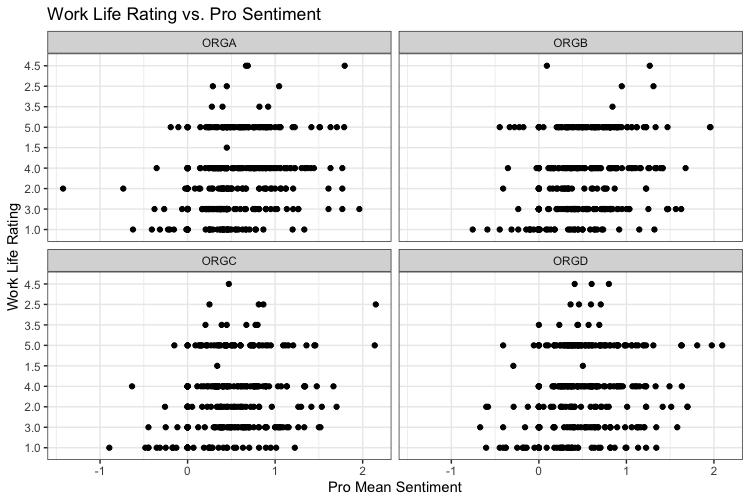 Work Life Rating vs. Pro Sentiment
ORGA
ORGB
4.5
2.5
3.5
5.0
1.5
4.0
2.0
3.0
1.0
ORGC
ORGD
4.5
2.5
3.5
5.0
1.5
4.0
2.0
3.0
1.0
Work Life Rating
-1 0 1 2 -1 0 1 2
Pro Mean Sentiment